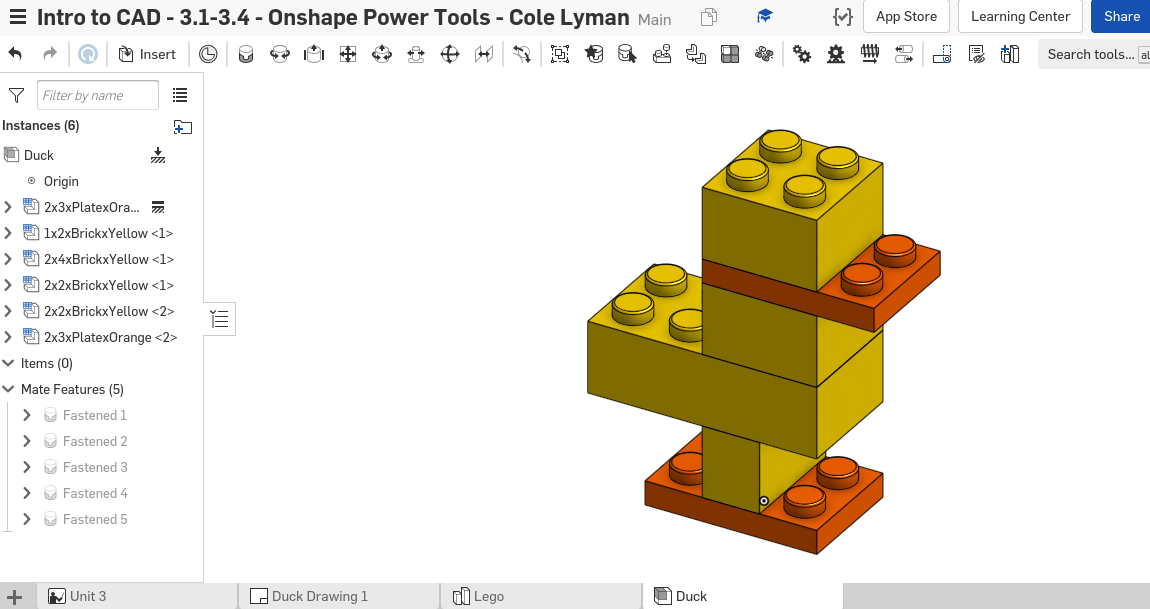 Intro to CAD - 3.1-3.4 - Onshape Power Tools - Cole Lyman Main
App Store
Learning Center
Share
Insert
Search tools...
Filter by name
Instances (6)
Duck
Origin
2x3xPlatexOra...
1x2xBrickxYellow <1>
2x4xBrickxYellow <1>
2x2xBrickxYellow <1>
2x2xBrickxYellow <2>
2x3xPlatexOrange <2>
Items (0)
Mate Features (5)
Fastened 1
Fastened 2
Fastened 3
Fastened 4
Fastened 5
Unit 3
Duck Drawing 1
Lego
Duck